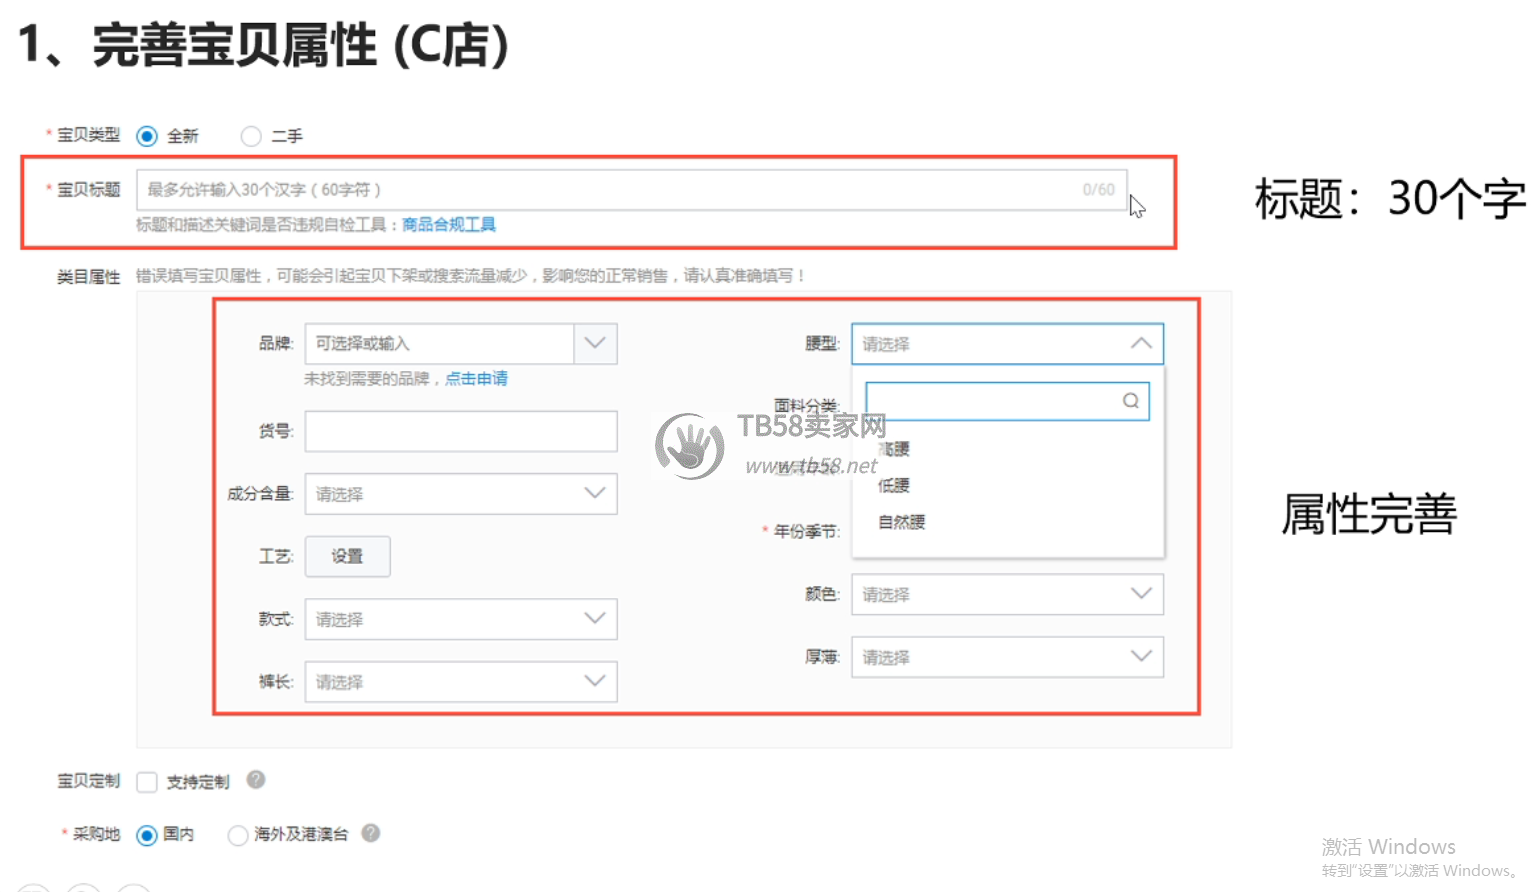 1、完善宝贝属性 (C店)
* 宝贝类型 全新 二手
* 宝贝标题 最多允许输入30个汉字（60字符） 0/60
标题：30个字
标题和描述关键词是否违规自检工具：商品合规工具
类目属性 错误填写宝贝属性，可能会引起宝贝下架或搜索流量减少，影响您的正常销售，请认真准确填写！
品牌: 可选择或输入 腰型: 请选择
未找到需要的品牌，点击申请
面料分类:
TB58卖家网
货号:
高腰
www.tb58.net
低腰
成分含量: 请选择
属性完善
自然腰
* 年份季节:
工艺: 设置
颜色: 请选择
款式: 请选择
厚薄: 请选择
裤长: 请选择
宝贝定制 支持定制 ?
* 采购地 国内 海外及港澳台 ?
激活 Windows
转到“设置”以激活 Windows。